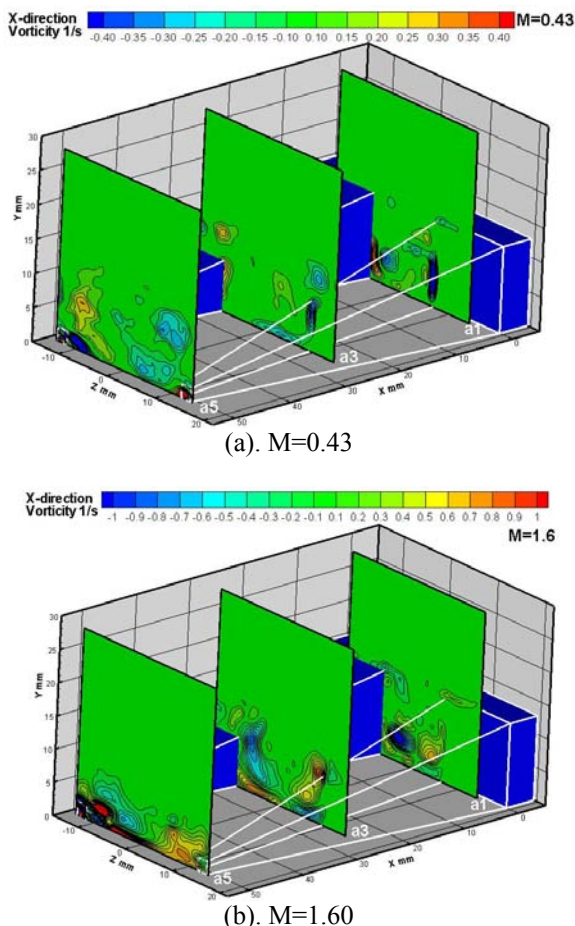 X-direction
Vorticity 1/s
-0.40 -0.35 -0.30 -0.25 -0.20 -0.15 -0.10 0.10 0.15 0.20 0.25 0.30 0.35 0.40
M=0.43
Y mm
30
25
20
15
10
5
0
a1
a3
a5
-10
0
10
20
Z mm
50
40
30
20
10
0
X mm
(a). M=0.43
X-direction
Vorticity 1/s
-1 -0.9 -0.8 -0.7 -0.6 -0.5 -0.4 -0.3 -0.2 -0.1 0.1 0.2 0.3 0.4 0.5 0.6 0.7 0.8 0.9 1
M=1.6
Y mm
30
25
20
15
10
5
0
a1
a3
a5
-10
0
10
20
Z mm
50
40
30
20
10
0
X mm
(b). M=1.60